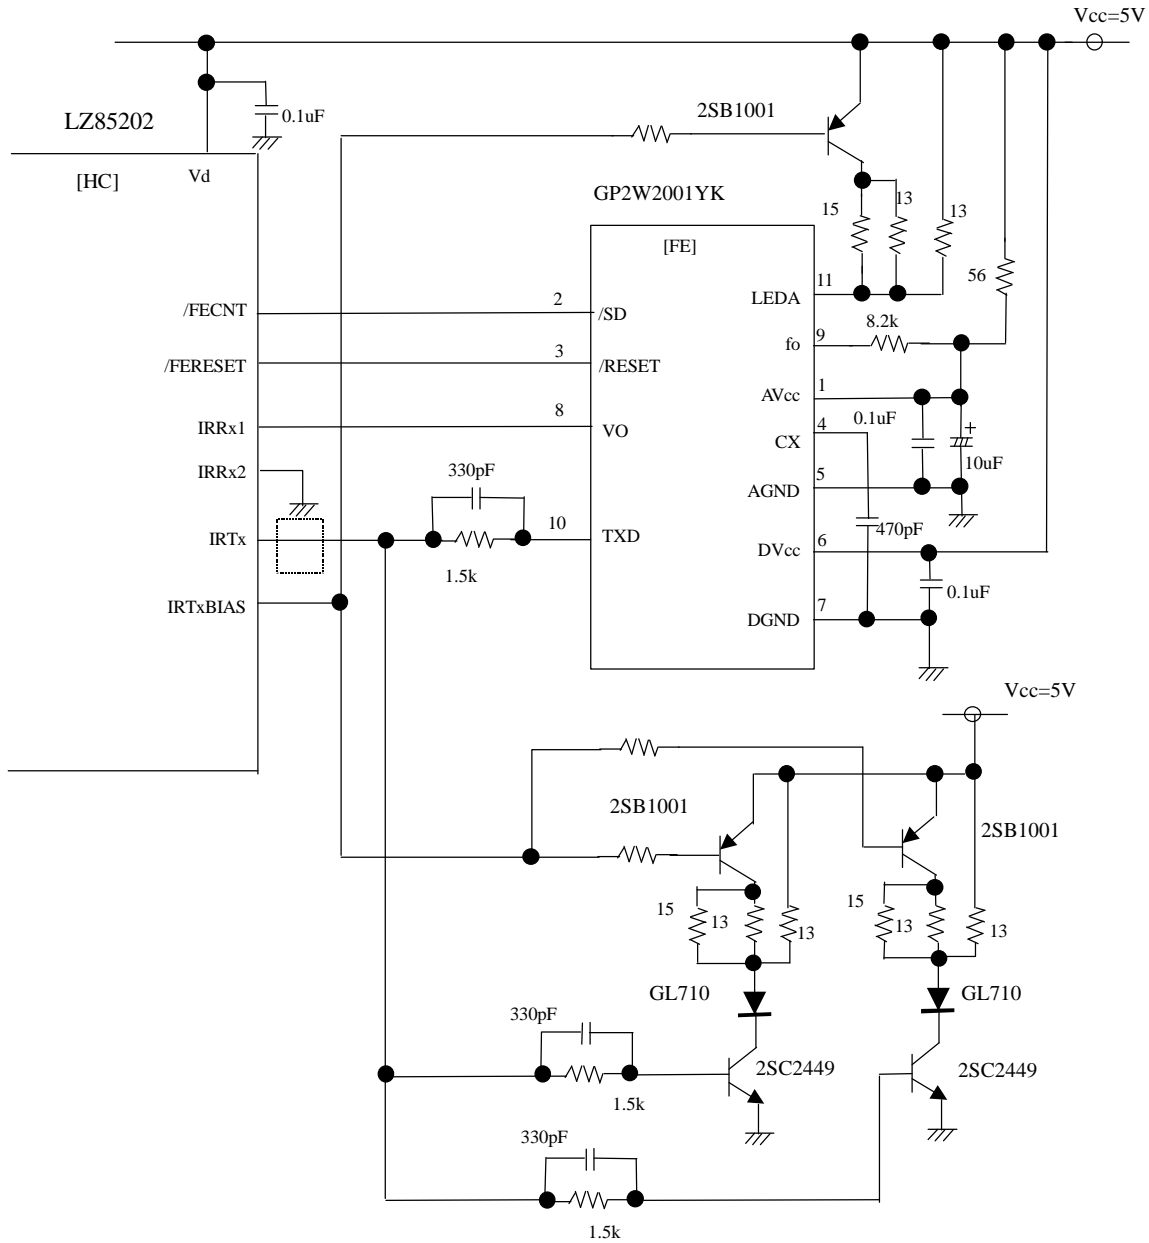 Vcc=5V
2SB1001
0.1uF
LZ85202
[HC]
Vd
GP2W2001YK
13
15
13
[FE]
56
11
LEDA
/FECNT
2
/SD
8.2k
9
fo
/FERESET
3
/RESET
1
AVcc
0.1uF
4
IRRx1
8
VO
CX
+
10uF
IRRx2
330pF
5
AGND
IRTx
10
TXD
470pF
6
DVcc
1.5k
0.1uF
IRTxBIAS
7
DGND
Vcc=5V
2SB1001
2SB1001
15
13
13
15
13
13
GL710
GL710
330pF
2SC2449
2SC2449
1.5k
330pF
1.5k